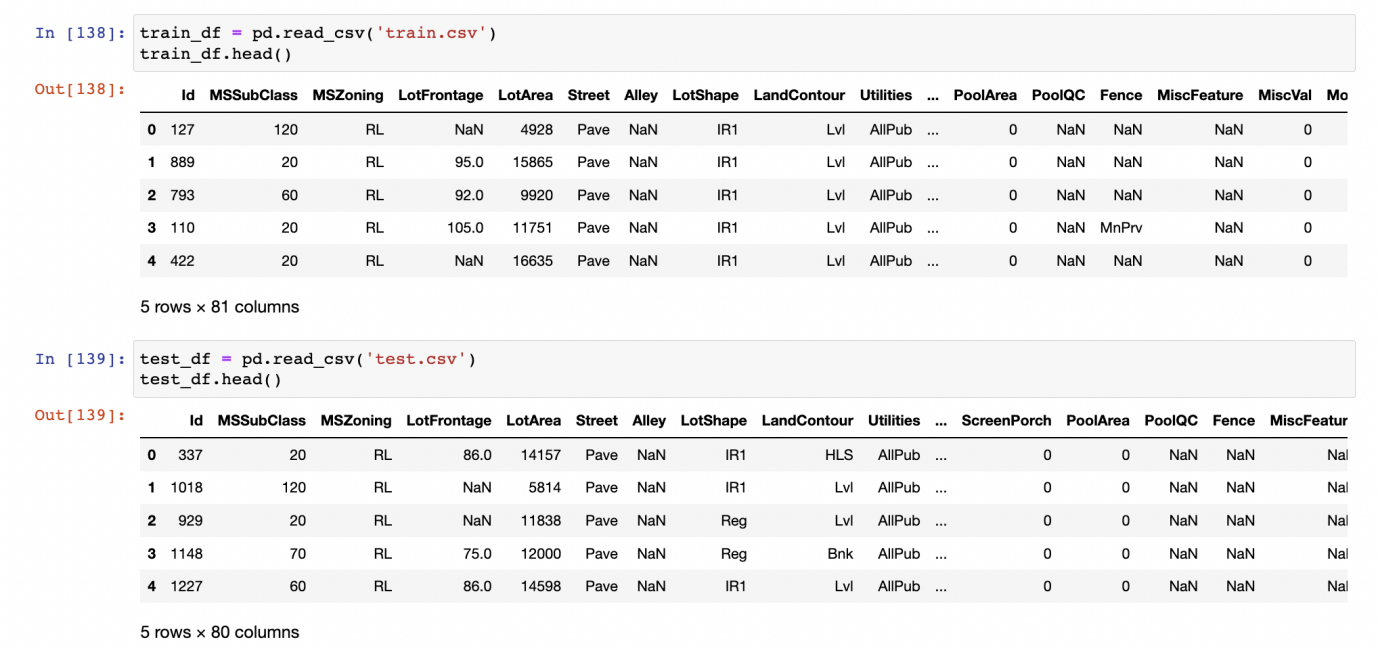 In [138]: train_df = pd.read_csv('train.csv')
train_df.head()
Out[138]: Id MSSubClass MSZoning LotFrontage LotArea Street Alley LotShape LandContour Utilities ... PoolArea PoolQC Fence MiscFeature MiscVal Mo
0 127 120 RL NaN 4928 Pave NaN IR1 Lvl AllPub ... 0 NaN NaN NaN 0
1 889 20 RL 95.0 15865 Pave NaN IR1 Lvl AllPub ... 0 NaN NaN NaN 0
2 793 60 RL 92.0 9920 Pave NaN IR1 Lvl AllPub ... 0 NaN NaN NaN 0
3 110 20 RL 105.0 11751 Pave NaN IR1 Lvl AllPub ... 0 NaN MnPrv NaN 0
4 422 20 RL NaN 16635 Pave NaN IR1 Lvl AllPub ... 0 NaN NaN NaN 0
5 rows × 81 columns
In [139]: test_df = pd.read_csv('test.csv')
test_df.head()
Out[139]: Id MSSubClass MSZoning LotFrontage LotArea Street Alley LotShape LandContour Utilities ... ScreenPorch PoolArea PoolQC Fence MiscFeatur
0 337 20 RL 86.0 14157 Pave NaN IR1 HLS AllPub ... 0 0 NaN NaN Na
1 1018 120 RL NaN 5814 Pave NaN IR1 Lvl AllPub ... 0 0 NaN NaN Na
2 929 20 RL NaN 11838 Pave NaN Reg Lvl AllPub ... 0 0 NaN NaN Na
3 1148 70 RL 75.0 12000 Pave NaN Reg Bnk AllPub ... 0 0 NaN NaN Na
4 1227 60 RL 86.0 14598 Pave NaN IR1 Lvl AllPub ... 0 0 NaN NaN Na
5 rows × 80 columns